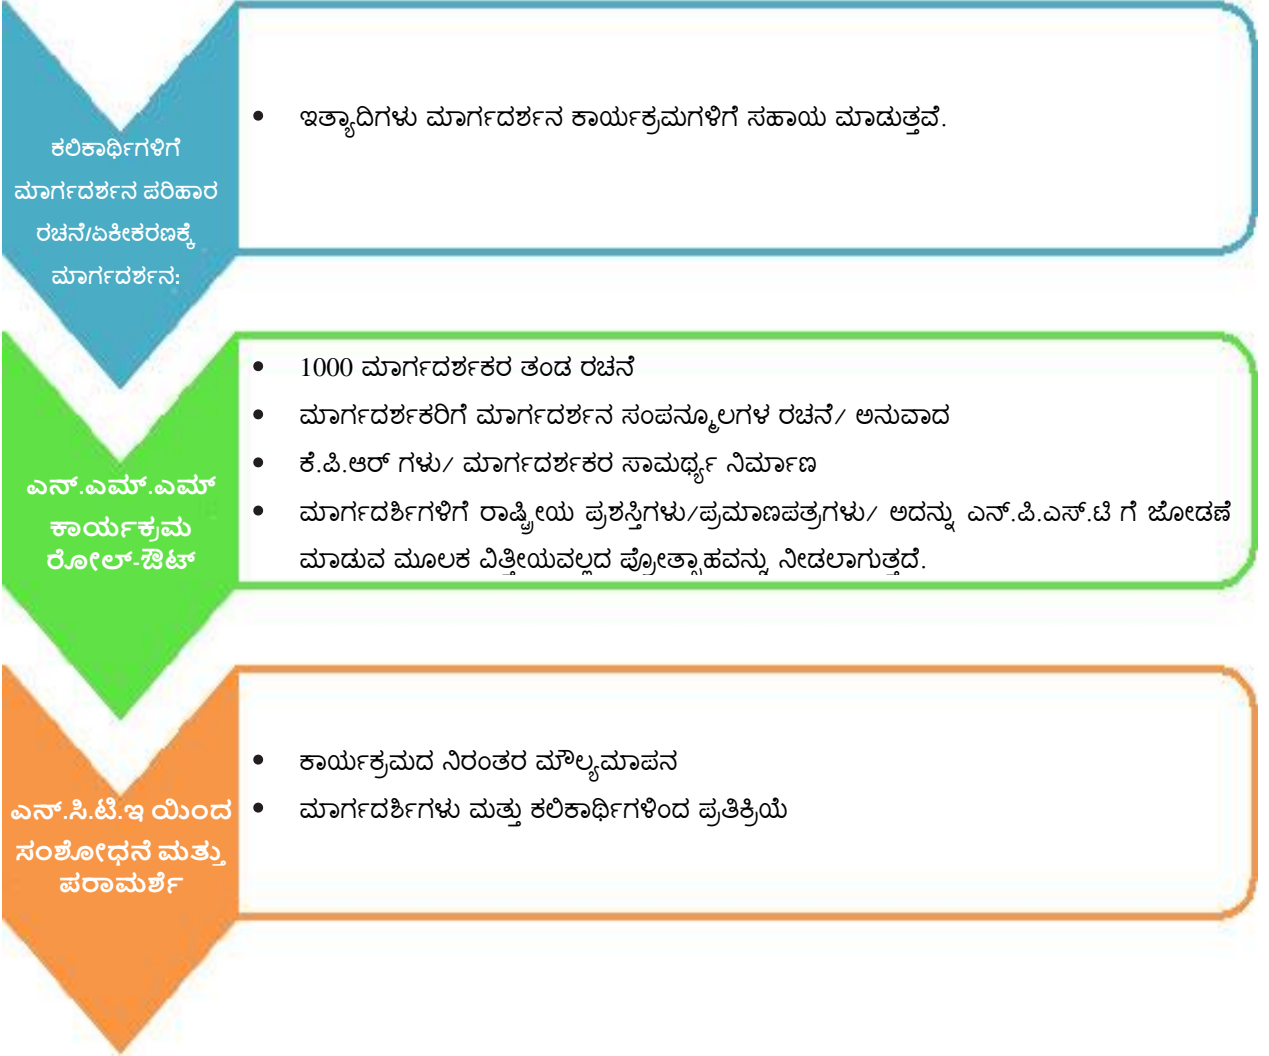 ಕಲಿಕಾರ್ಥಿಗಳಿಗೆ
ಮಾರ್ಗದರ್ಶನ ಪರಿಹಾರ
ರಚನೆ/ಏಕೀಕರಣಕ್ಕೆ
ಮಾರ್ಗದರ್ಶನ:
• ಇತ್ಯಾದಿಗಳು ಮಾರ್ಗದರ್ಶನ ಕಾರ್ಯಕ್ರಮಗಳಿಗೆ ಸಹಾಯ ಮಾಡುತ್ತವೆ.
ಎನ್.ಎಮ್.ಎಮ್
ಕಾರ್ಯಕ್ರಮ
ರೋಲ್-ಔಟ್
• 1000 ಮಾರ್ಗದರ್ಶಕರ ತಂಡ ರಚನೆ
• ಮಾರ್ಗದರ್ಶಕರಿಗೆ ಮಾರ್ಗದರ್ಶನ ಸಂಪನ್ಮೂಲಗಳ ರಚನೆ/ ಅನುವಾದ
• ಕೆ.ಪಿ.ಆರ್ ಗಳು/ ಮಾರ್ಗದರ್ಶಕರ ಸಾಮರ್ಥ್ಯ ನಿರ್ಮಾಣ
• ಮಾರ್ಗದರ್ಶಿಗಳಿಗೆ ರಾಷ್ಟ್ರೀಯ ಪ್ರಶಸ್ತಿಗಳು/ಪ್ರಮಾಣಪತ್ರಗಳು/ ಅದನ್ನು ಎನ್.ಪಿ.ಎಸ್.ಟಿ ಗೆ ಜೋಡಣೆ
ಮಾಡುವ ಮೂಲಕ ವಿತ್ತೀಯವಲ್ಲದ ಪ್ರೋತ್ಸಾಹವನ್ನು ನೀಡಲಾಗುತ್ತದೆ.
ಎನ್.ಸಿ.ಟಿ.ಇ ಯಿಂದ
ಸಂಶೋಧನೆ ಮತ್ತು
ಪರಾಮರ್ಶೆ
• ಕಾರ್ಯಕ್ರಮದ ನಿರಂತರ ಮೌಲ್ಯಮಾಪನ
• ಮಾರ್ಗದರ್ಶಿಗಳು ಮತ್ತು ಕಲಿಕಾರ್ಥಿಗಳಿಂದ ಪ್ರತಿಕ್ರಿಯೆ